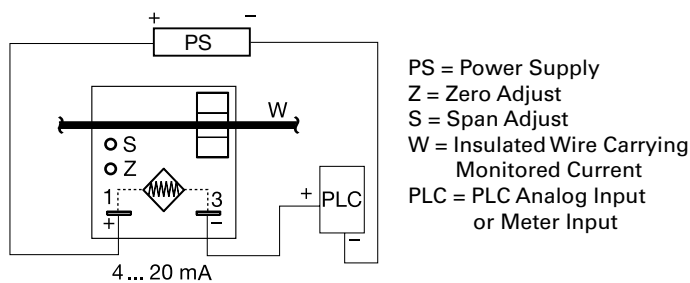 + −
PS
W
S
Z
1 3
+ −
+ PLC
−
4 ... 20 mA
PS = Power Supply
Z = Zero Adjust
S = Span Adjust
W = Insulated Wire Carrying
Monitored Current
PLC = PLC Analog Input
or Meter Input